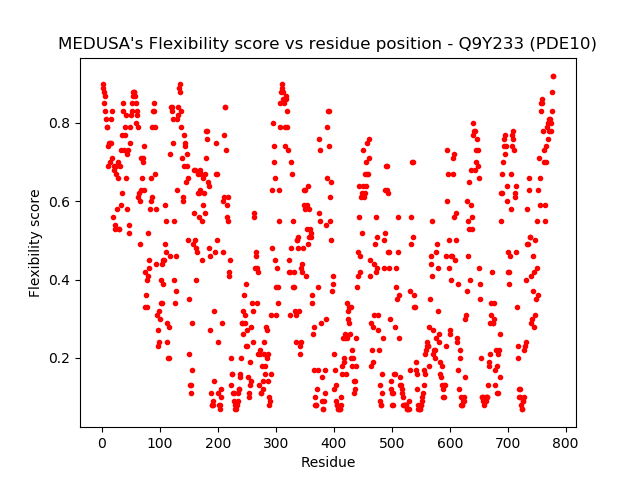 MEDUSA's Flexibility score vs residue position - Q9Y233 (PDE10)
0.8
0.6
0.4
0.2
Flexibility score
0 100 200 300 400 500 600 700 800
Residue